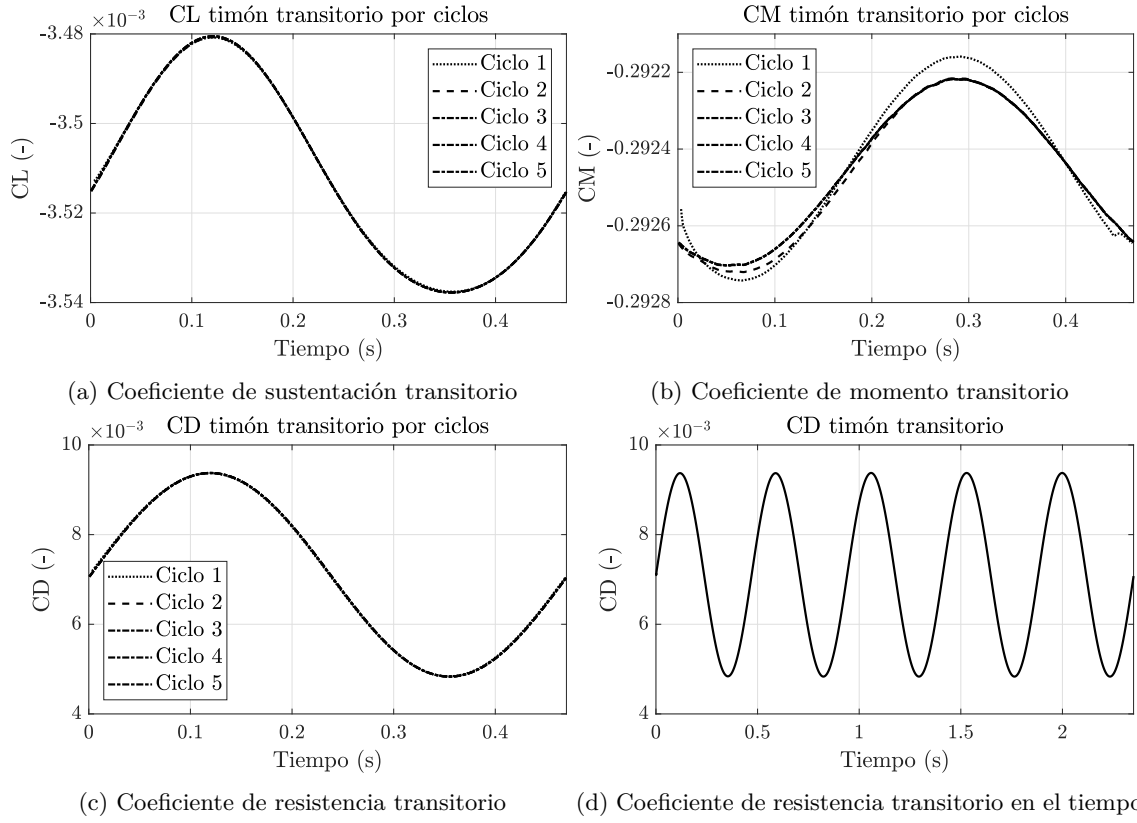 ×10⁻³
CL timón transitorio por ciclos
-3.48
-3.5
-3.52
-3.54
CL (-)
Ciclo 1
Ciclo 2
Ciclo 3
Ciclo 4
Ciclo 5
0 0.1 0.2 0.3 0.4
Tiempo (s)
(a) Coeficiente de sustentación transitorio
CM timón transitorio por ciclos
-0.2922
-0.2924
-0.2926
-0.2928
CM (-)
Ciclo 1
Ciclo 2
Ciclo 3
Ciclo 4
Ciclo 5
0 0.1 0.2 0.3 0.4
Tiempo (s)
(b) Coeficiente de momento transitorio
×10⁻³
CD timón transitorio por ciclos
10
8
6
4
CD (-)
Ciclo 1
Ciclo 2
Ciclo 3
Ciclo 4
Ciclo 5
0 0.1 0.2 0.3 0.4
Tiempo (s)
(c) Coeficiente de resistencia transitorio
×10⁻³
CD timón transitorio
10
8
6
4
CD (-)
0 0.5 1 1.5 2
Tiempo (s)
(d) Coeficiente de resistencia transitorio en el tiempo